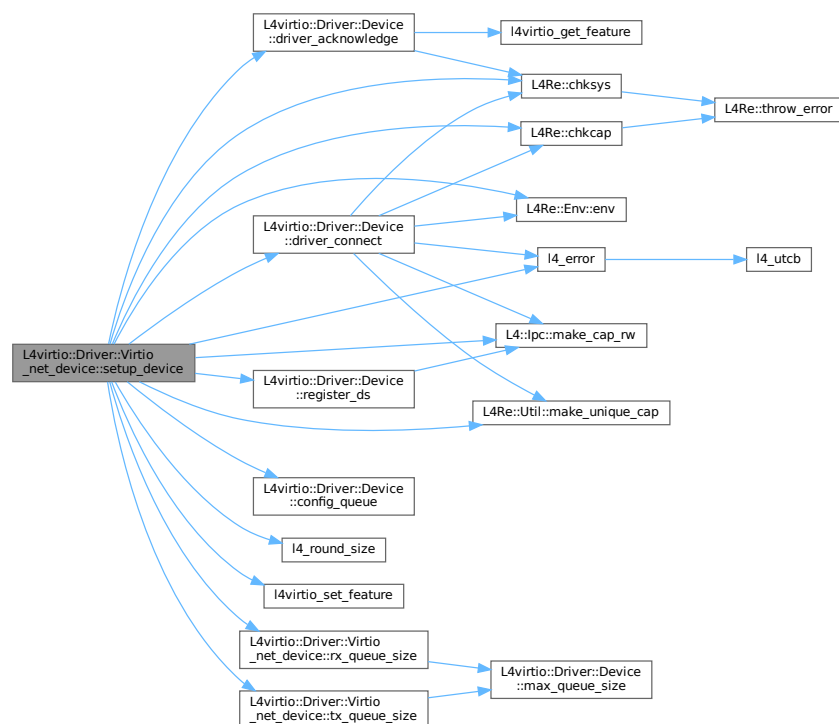 L4virtio::Driver::Device
::driver_acknowledge
l4virtio_get_feature
L4Re::chksys
L4Re::throw_error
L4Re::chkcap
L4Re::Env::env
L4virtio::Driver::Device
::driver_connect
l4_error
l4_utcb
L4::Ipc::make_cap_rw
L4virtio::Driver::Virtio
_net_device::setup_device
L4virtio::Driver::Device
::register_ds
L4Re::Util::make_unique_cap
L4virtio::Driver::Device
::config_queue
l4_round_size
l4virtio_set_feature
L4virtio::Driver::Virtio
_net_device::rx_queue_size
L4virtio::Driver::Device
::max_queue_size
L4virtio::Driver::Virtio
_net_device::tx_queue_size